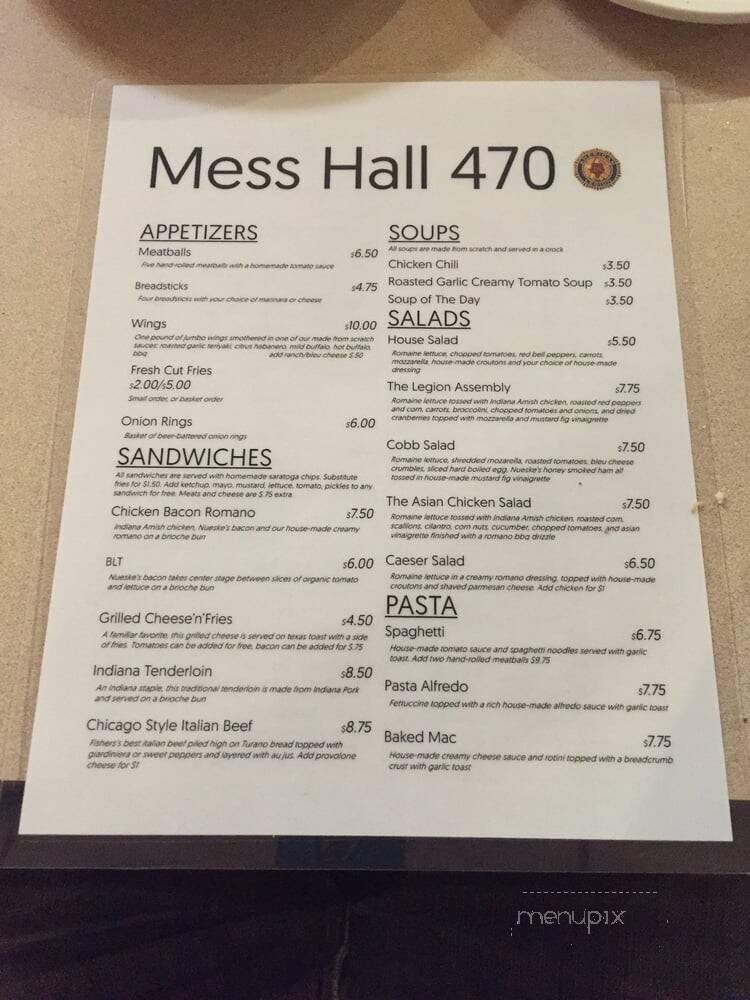 Mess Hall 470
APPETIZERS
Meatballs $6.50
Five hand-rolled meatballs with a homemade tomato sauce
Breadsticks $4.75
Four breadsticks with your choice of marinara or cheese
Wings $10.00
One pound of jumbo wings smothered in one of our made from scratch
sauces: roasted garlic teriyaki, citrus habanero, mild buffalo, hot buffalo,
bbq add ranch/bleu cheese $.50
Fresh Cut Fries
$2.00/$5.00
Small order, or basket order
Onion Rings $6.00
Basket of beer-battered onion rings
SANDWICHES
All sandwiches are served with homemade saratoga chips. Substitute
fries for $1.50. Add ketchup, mayo, mustard, lettuce, tomato, pickles to any
sandwich for free. Meats and cheese are $.75 extra.
Chicken Bacon Romano $7.50
Indiana Amish chicken, Nueske's bacon and our house-made creamy
romano on a brioche bun
BLT $6.00
Nueske's bacon takes center stage between slices of organic tomato
and lettuce on a brioche bun
Grilled Cheese'n'Fries $4.50
A familiar favorite, this grilled cheese is served on texas toast with a side
of fries. Tomatoes can be added for free, bacon can be added for $.75
Indiana Tenderloin $8.50
An Indiana staple, this traditional tenderloin is made from Indiana Pork
and served on a brioche bun
Chicago Style Italian Beef $8.75
Fishers's best italian beef piled high on Turano bread topped with
giardiniera or sweet peppers and layered with au jus. Add provolone
cheese for $1
SOUPS
All soups are made from scratch and served in a crock
Chicken Chili $3.50
Roasted Garlic Creamy Tomato Soup $3.50
Soup of The Day $3.50
SALADS
House Salad $5.50
Romaine lettuce, chopped tomatoes, red bell peppers, carrots,
mozzarella, house-made croutons and your choice of house-made
dressing
The Legion Assembly $7.75
Romaine lettuce tossed with Indiana Amish chicken, roasted red peppers
and corn, carrots, broccolini, chopped tomatoes and onions, and dried
cranberries topped with mozzarella and mustard fig vinaigrette
Cobb Salad $7.50
Romaine lettuce, shredded mozarella, roasted tomatoes, bleu cheese
crumbles, sliced hard boiled egg, Nueske's honey smoked ham all
tossed in house-made mustard fig vinaigrette
The Asian Chicken Salad $7.50
Romaine lettuce tossed with Indiana Amish chicken, roasted corn,
scallions, cilantro, corn nuts, cucumber, chopped tomatoes, and asian
vinaigrette finished with a romano bbq drizzle
Caeser Salad $6.50
Romaine lettuce in a creamy romano dressing, topped with house-made
croutons and shaved parmesan cheese. Add chicken for $1
PASTA
Spaghetti $6.75
House-made tomato sauce and spaghetti noodles served with garlic
toast. Add two hand-rolled meatballs $9.75
Pasta Alfredo $7.75
Fettuccine topped with a rich house-made alfredo sauce with garlic toast
Baked Mac $7.75
House-made creamy cheese sauce and rotini topped with a breadcrumb
crust with garlic toast
menupix